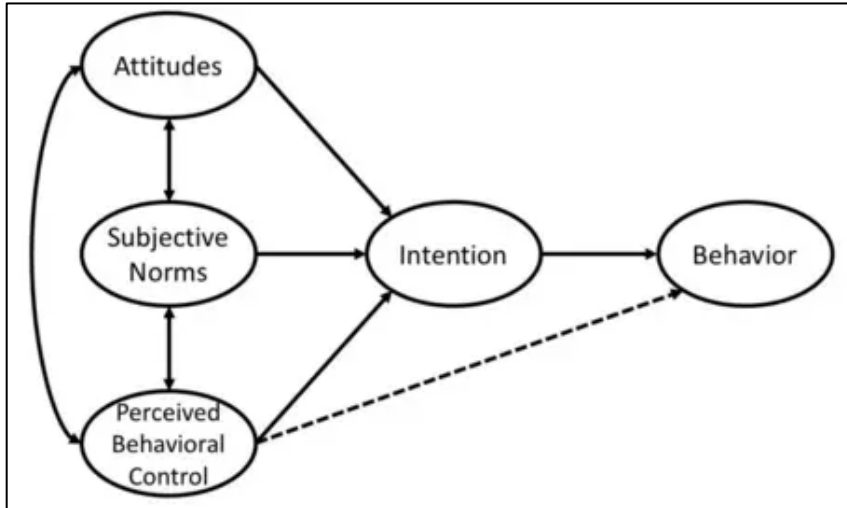 Attitudes
Subjective
Norms
Intention
Behavior
Perceived
Behavioral
Control